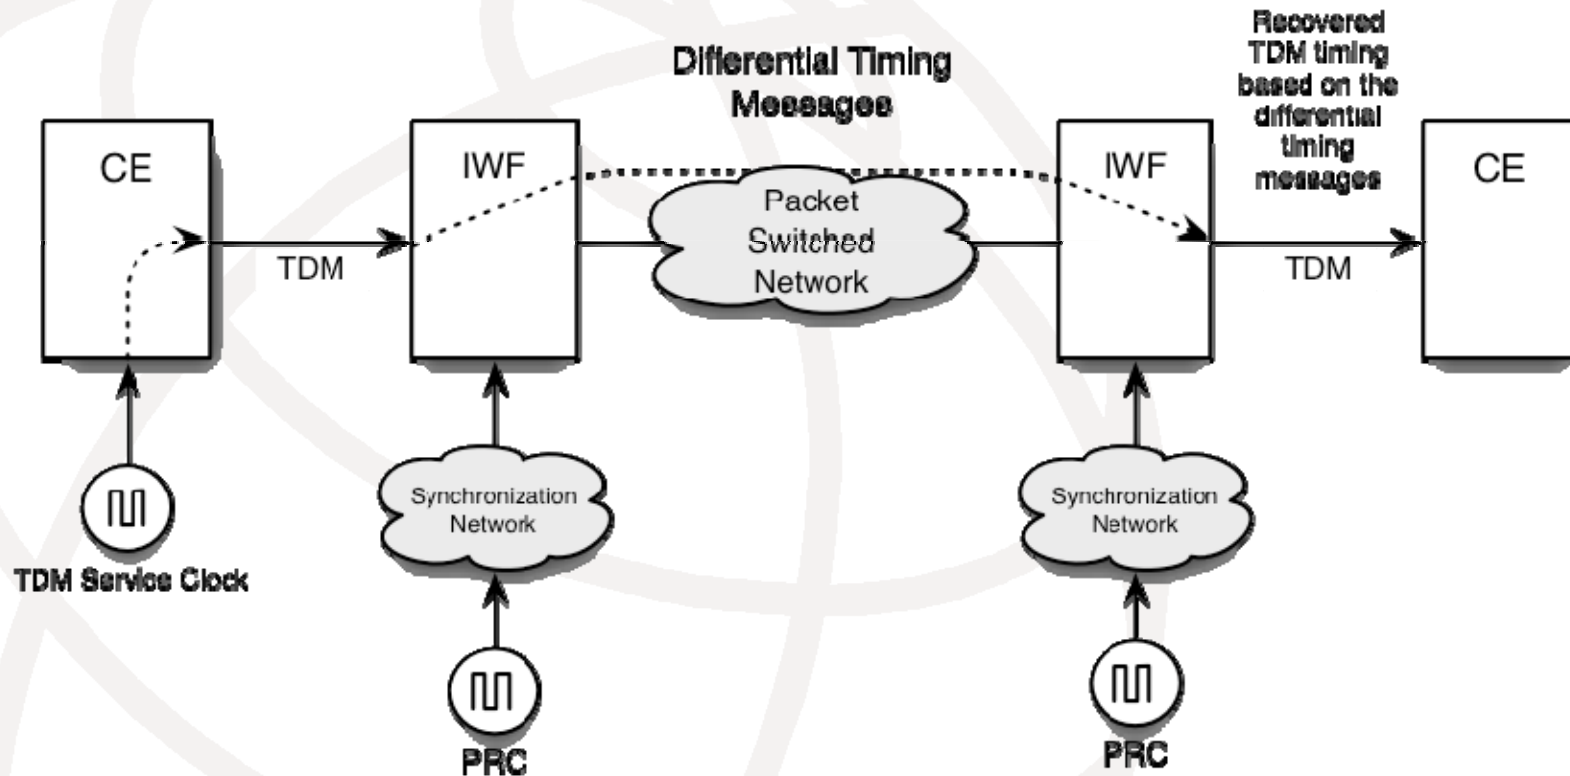 Differential Timing
Messages
Recovered
TDM timing
based on the
differential
timing
messages
CE
IWF
Packet
Switched
Network
IWF
CE
TDM
TDM
Synchronization
Network
Synchronization
Network
TDM Service Clock
PRC
PRC